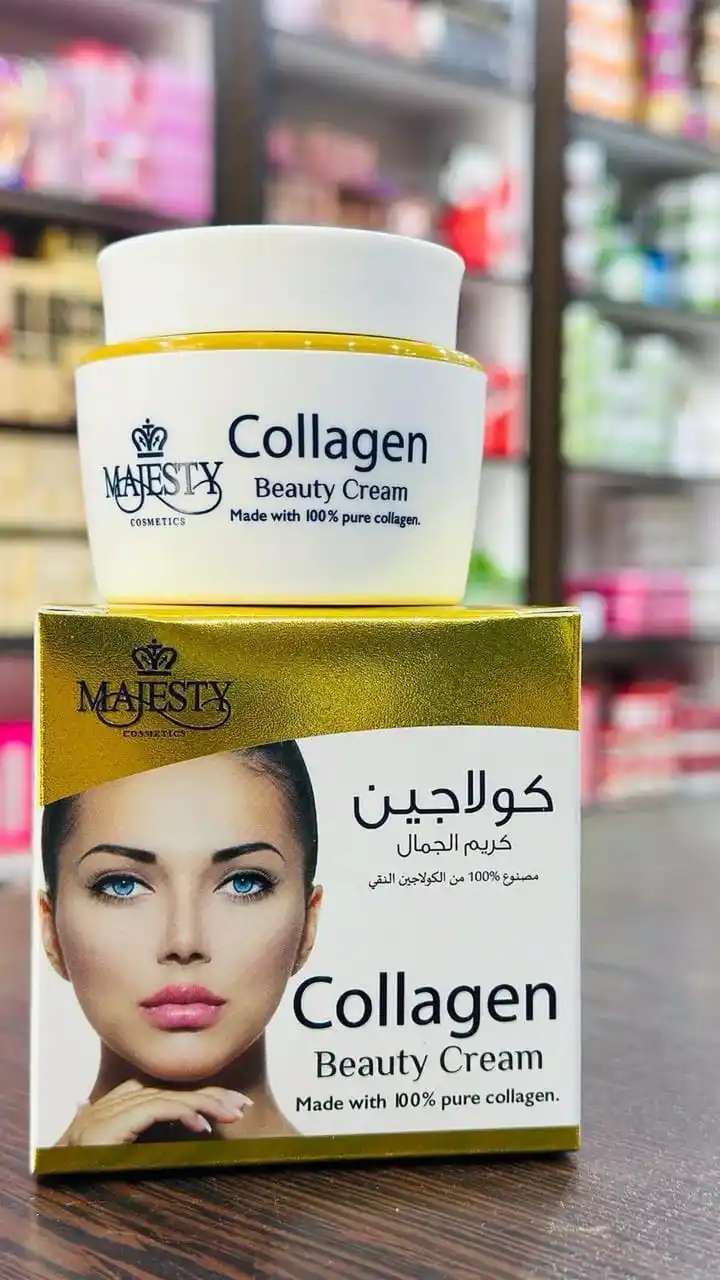 MAJESTY
COSMETICS
Collagen
Beauty Cream
Made with 100% pure collagen.
MAJESTY
COSMETICS
كولاجين
كريم الجمال
مصنوع 100% من الكولاجين النقي
Collagen
Beauty Cream
Made with 100% pure collagen.